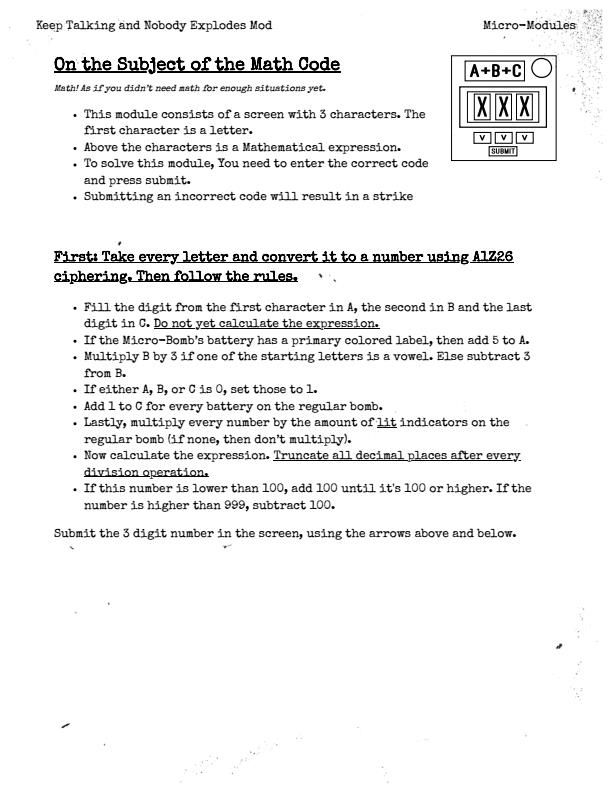 Keep Talking and Nobody Explodes Mod
Micro-Modules
On the Subject of the Math Code
Math! As if you didn't need math for enough situations yet.
• This module consists of a screen with 3 characters. The
first character is a letter.
• Above the characters is a Mathematical expression.
• To solve this module, You need to enter the correct code
and press submit.
• Submitting an incorrect code will result in a strike
A+B+C
X X X
V V V
SUBMIT
First: Take every letter and convert it to a number using A1Z26
ciphering. Then follow the rules.
• Fill the digit from the first character in A, the second in B and the last
digit in C. Do not yet calculate the expression.
• If the Micro-Bomb's battery has a primary colored label, then add 5 to A.
• Multiply B by 3 if one of the starting letters is a vowel. Else subtract 3
from B.
• If either A, B, or C is 0, set those to 1.
• Add 1 to C for every battery on the regular bomb.
• Lastly, multiply every number by the amount of lit indicators on the
regular bomb (if none, then don't multiply).
• Now calculate the expression. Truncate all decimal places after every
division operation.
• If this number is lower than 100, add 100 until it's 100 or higher. If the
number is higher than 999, subtract 100.
Submit the 3 digit number in the screen, using the arrows above and below.